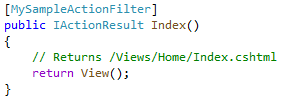 [MySampleActionFilter]
public IActionResult Index()
{
    // Returns /Views/Home/Index.cshtml
    return View();
}